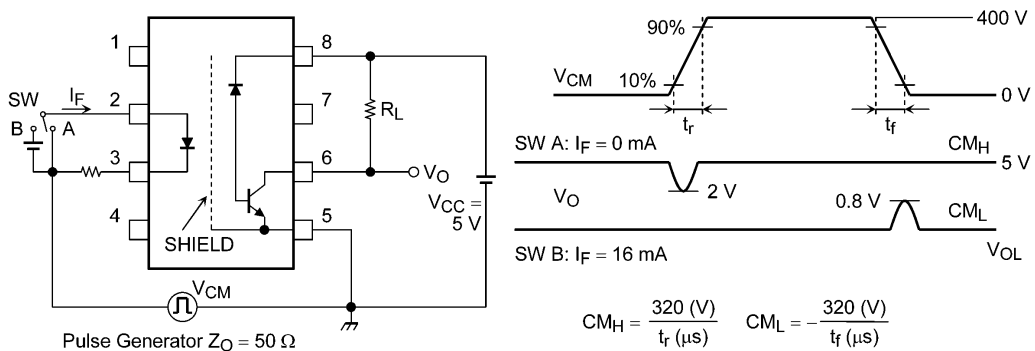 1
8
SW
I_F
2
7
B
A
R_L
3
6
V_O
4
5
V_CC =
5 V
SHIELD
V_CM
Pulse Generator Z_O = 50 Ω
400 V
90%
V_CM
10%
0 V
t_r
t_f
SW A: I_F = 0 mA
CM_H
5 V
V_O
2 V
0.8 V
CM_L
SW B: I_F = 16 mA
V_OL
CM_H = 320 (V) / t_r (μs) CM_L = − 320 (V) / t_f (μs)